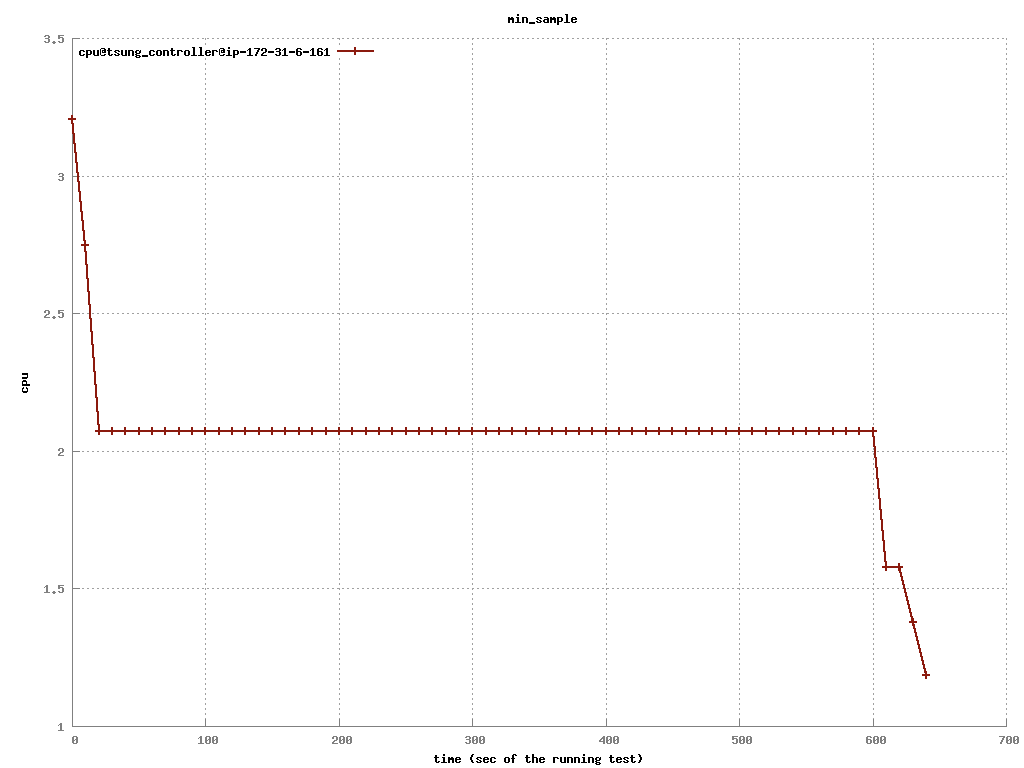 min_sample
3.5
cpu@tsung_controller@ip-172-31-6-161
3
2.5
cpu
2
1.5
1
0 100 200 300 400 500 600 700
time (sec of the running test)